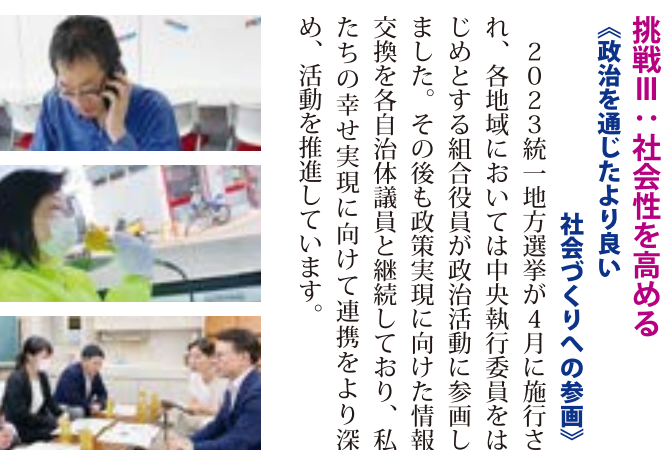 挑戦Ⅲ：社会性を高める
《政治を通じたより良い
社会づくりへの参画》
２０２３統一地方選挙が４月に施行さ
れ、各地域においては中央執行委員をは
じめとする組合役員が政治活動に参画し
ました。その後も政策実現に向けた情報
交換を各自治体議員と継続しており、私
たちの幸せ実現に向けて連携をより深
め、活動を推進しています。